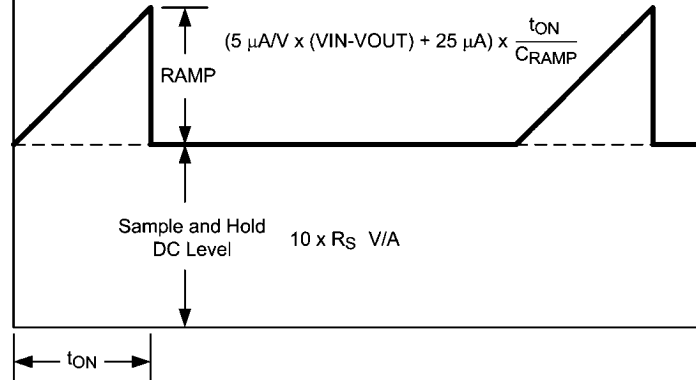 (5 μA/V x (VIN-VOUT) + 25 μA) x tON / CRAMP
RAMP
Sample and Hold
DC Level
10 x RS V/A
tON